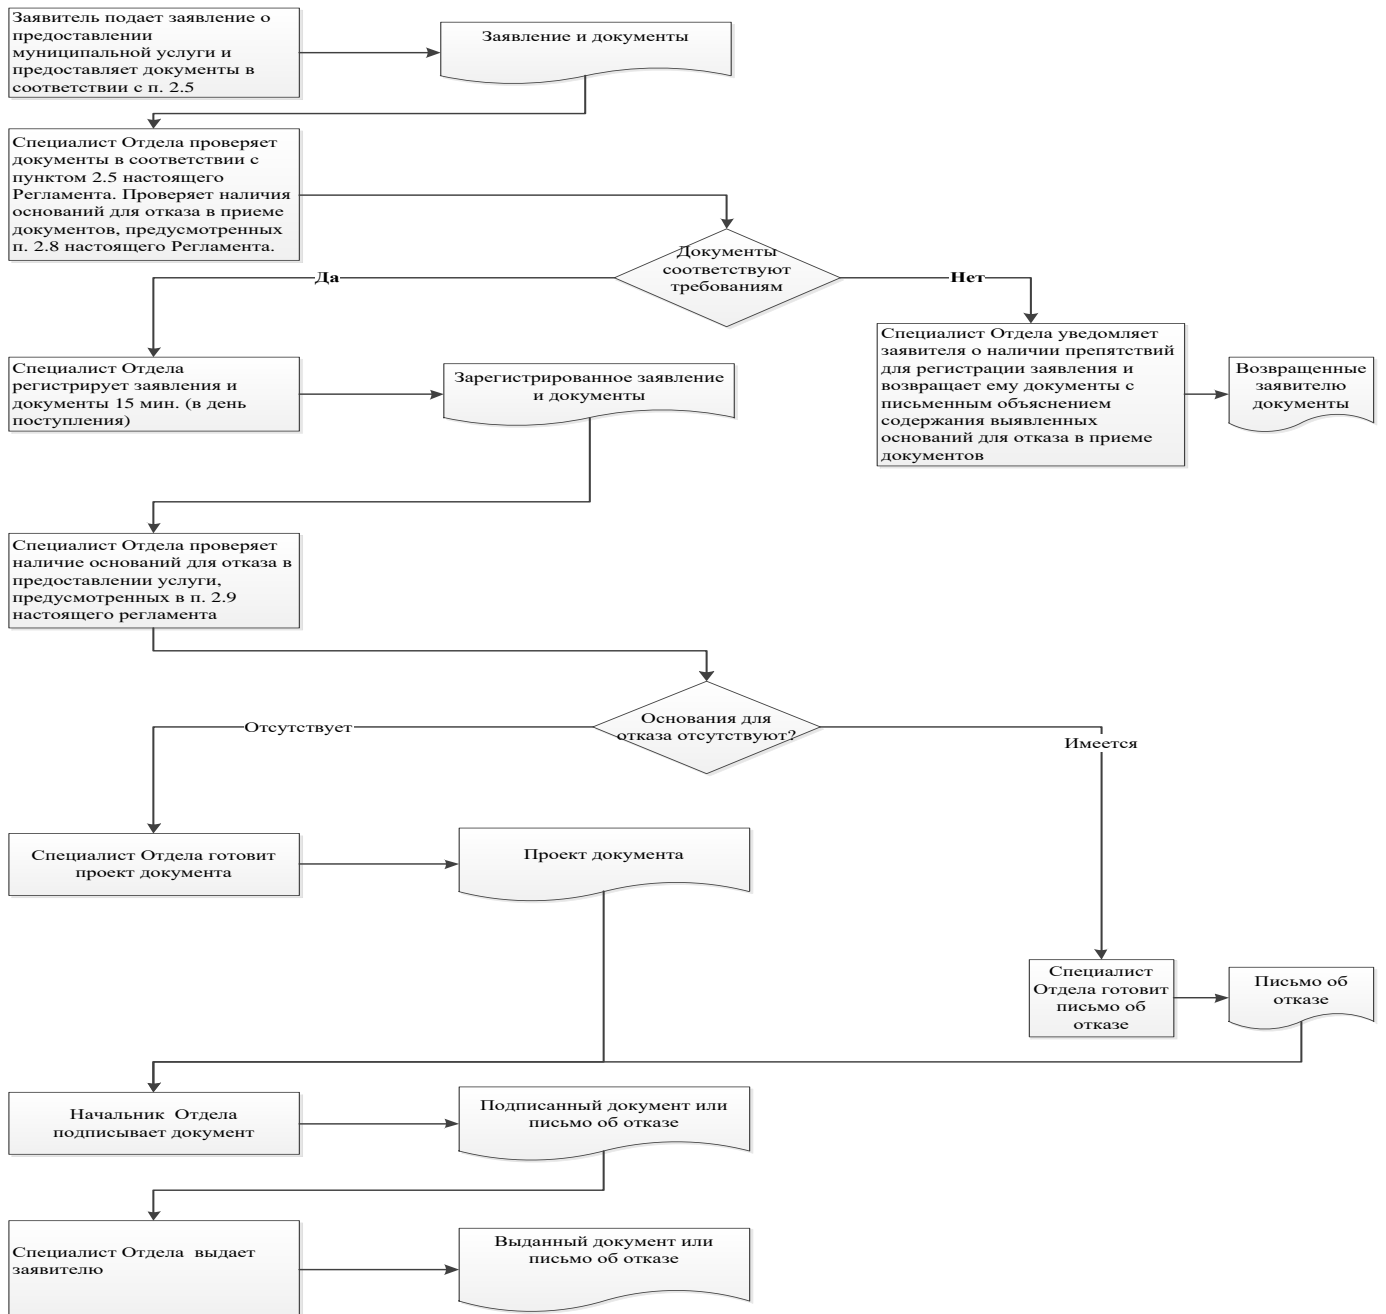 Заявитель подает заявление о
предоставлении
муниципальной услуги и
предоставляет документы в
соответствии с п. 2.5
Заявление и документы
Специалист Отдела проверяет
документы в соответствии с
пунктом 2.5 настоящего
Регламента. Проверяет наличия
оснований для отказа в приеме
документов, предусмотренных
п. 2.8 настоящего Регламента.
Документы
соответствуют
требованиям
Да
Нет
Специалист Отдела
регистрирует заявления и
документы 15 мин. (в день
поступления)
Зарегистрированное заявление
и документы
Специалист Отдела уведомляет
заявителя о наличии препятствий
для регистрации заявления и
возвращает ему документы с
письменным объяснением
содержания выявленных
оснований для отказа в приеме
документов
Возвращенные
заявителю
документы
Специалист Отдела проверяет
наличие оснований для отказа в
предоставлении услуги,
предусмотренных в п. 2.9
настоящего регламента
Основания для
отказа отсутствуют?
Отсутствует
Имеется
Специалист Отдела готовит
проект документа
Проект документа
Специалист
Отдела готовит
письмо об
отказе
Письмо об
отказе
Начальник  Отдела
подписывает документ
Подписанный документ или
письмо об отказе
Специалист Отдела  выдает
заявителю
Выданный документ или
письмо об отказе